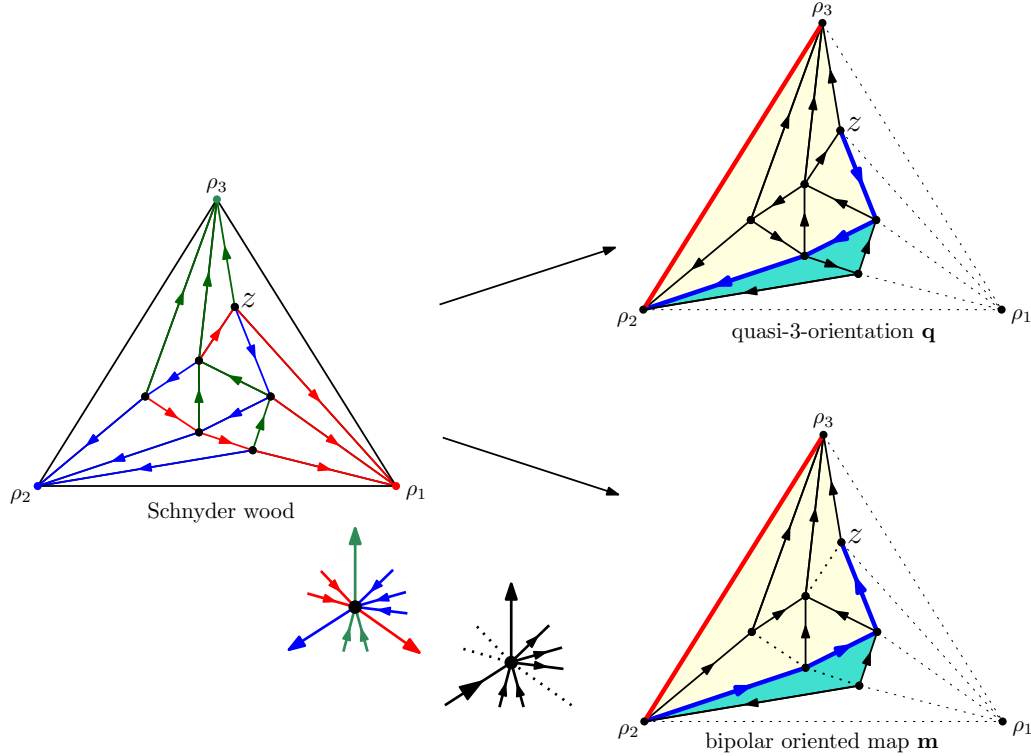 ρ3
z
ρ2
ρ1
Schnyder wood
ρ3
z
ρ2
ρ1
quasi-3-orientation q
ρ3
z
ρ2
ρ1
bipolar oriented map m